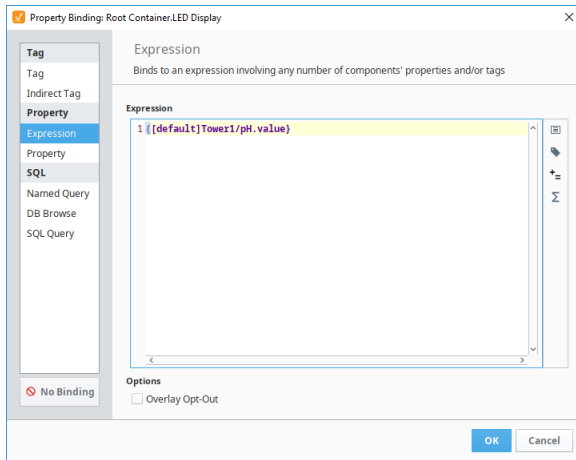 Property Binding: Root Container.LED Display
Tag
Tag
Indirect Tag
Property
Expression
Property
SQL
Named Query
DB Browse
SQL Query
No Binding
Expression
Binds to an expression involving any number of components' properties and/or tags
Expression
1 {[default]Tower1/pH.value}
Options
Overlay Opt-Out
OK Cancel